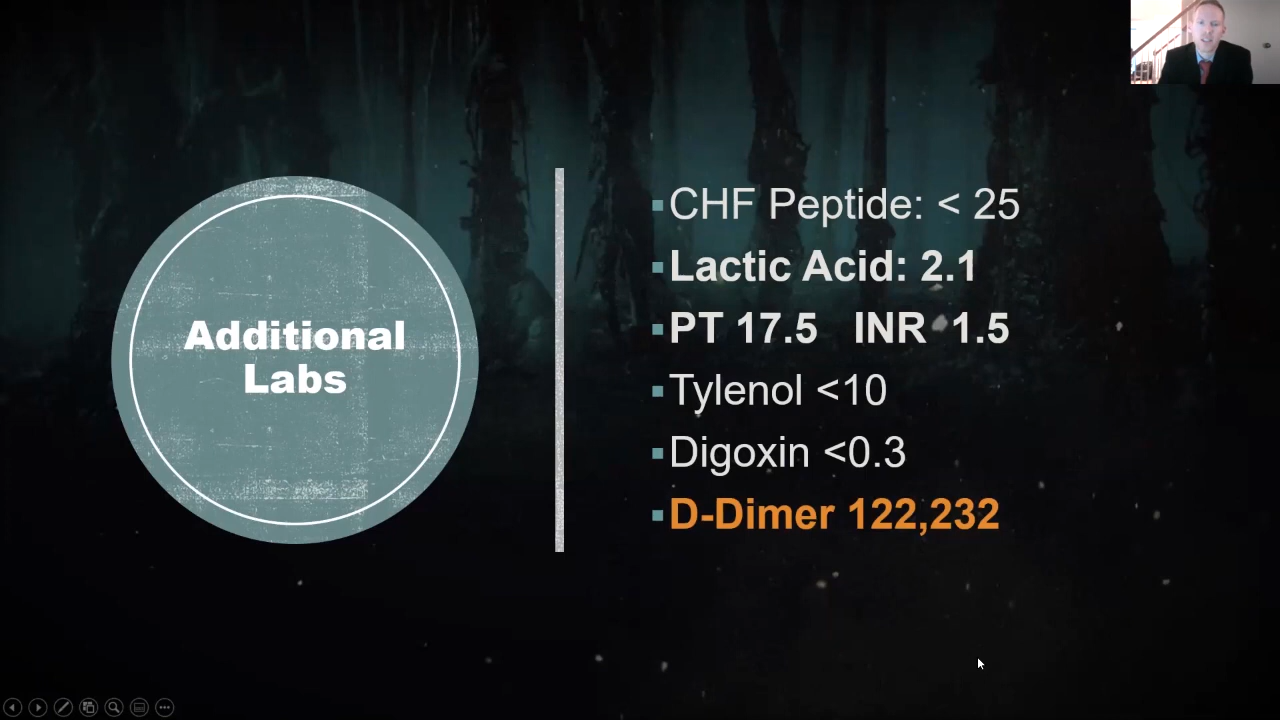 Additional
Labs
CHF Peptide: < 25
Lactic Acid: 2.1
PT 17.5 INR 1.5
Tylenol <10
Digoxin <0.3
D-Dimer 122,232